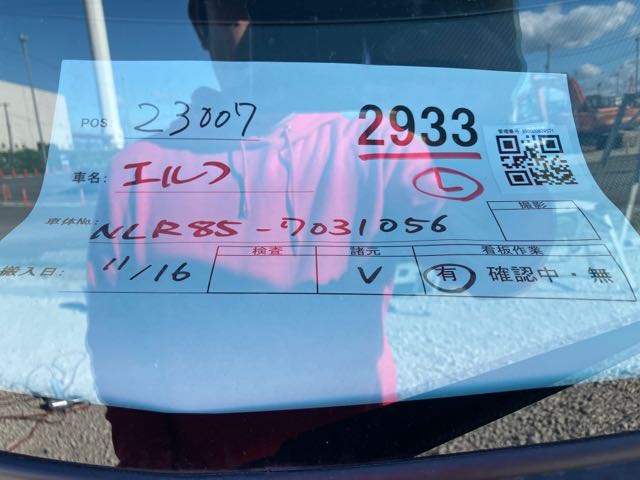 POS: 23007 2933
車名: エルフ L
車体No.: NLR85-7031056 撮影
搬入日: 11/16 検査 諸元 V 看板作業 有 確認中・無